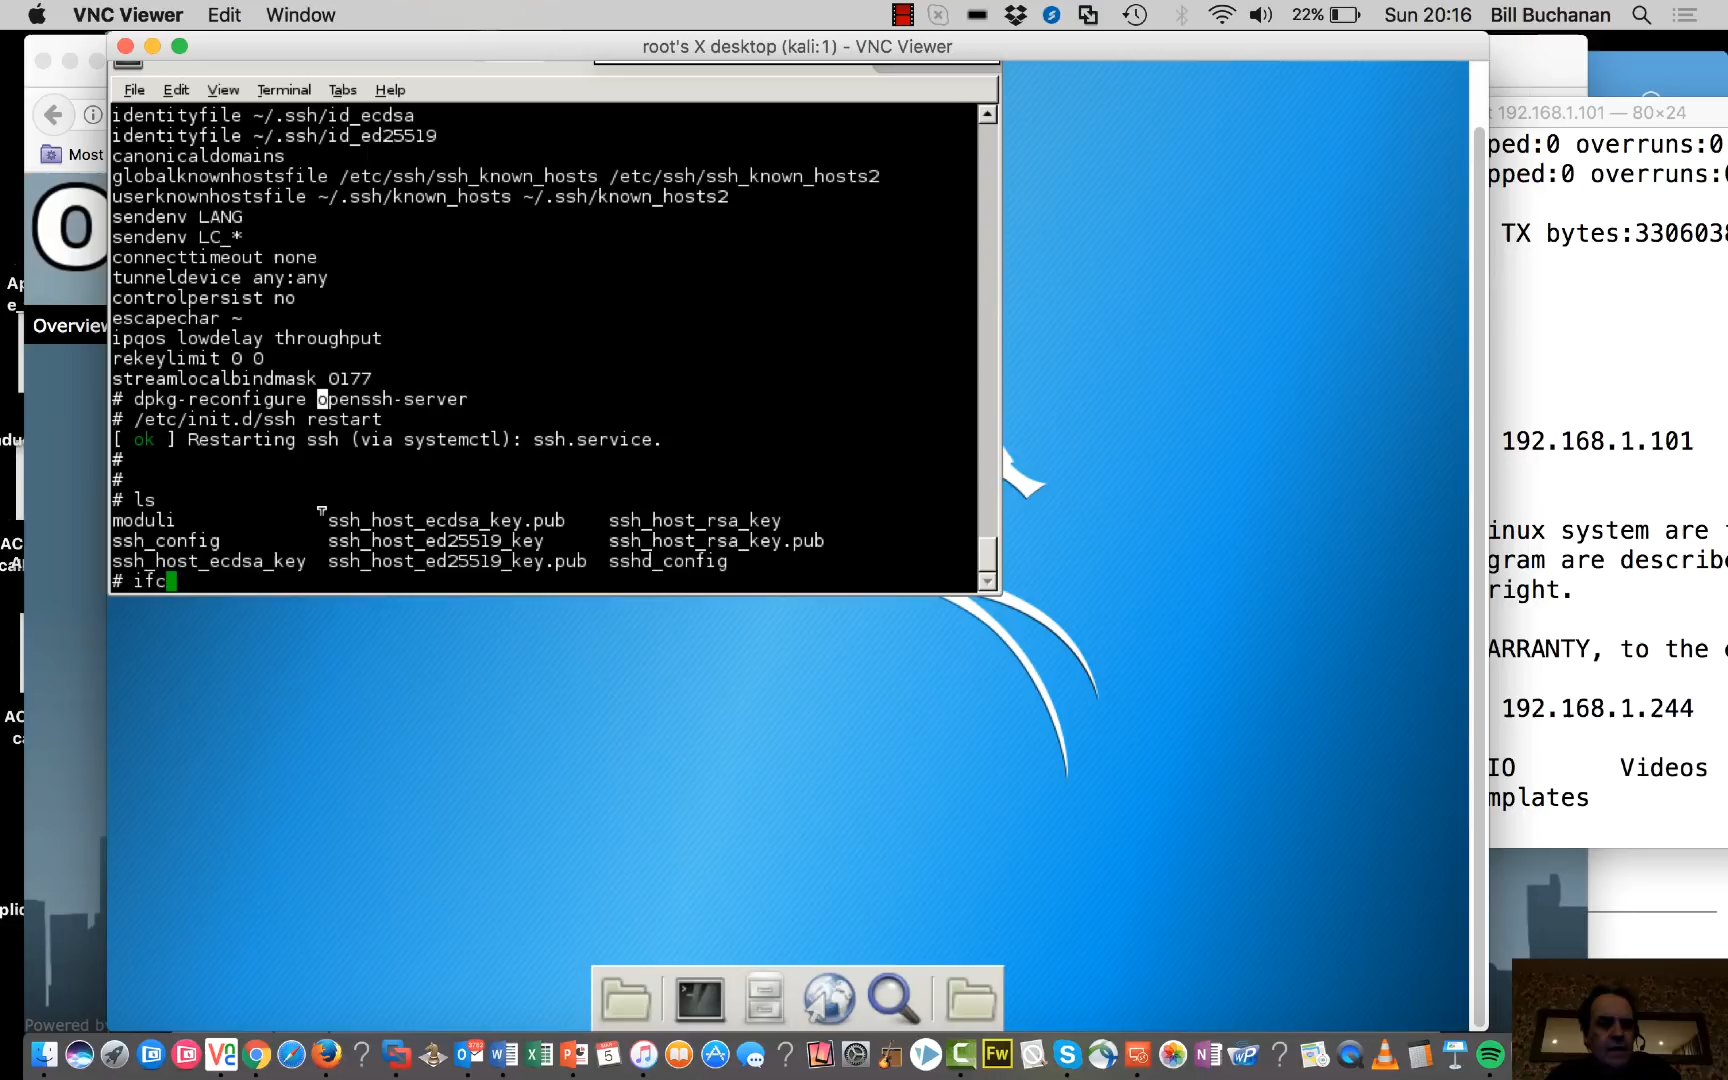 VNC Viewer Edit Window 22% Sun 20:16 Bill Buchanan
root's X desktop (kali:1) - VNC Viewer
File Edit View Terminal Tabs Help
identityfile ~/.ssh/id_ecdsa
identityfile ~/.ssh/id_ed25519
canonicaldomains
globalknownhostsfile /etc/ssh/ssh_known_hosts /etc/ssh/ssh_known_hosts2
userknownhostsfile ~/.ssh/known_hosts ~/.ssh/known_hosts2
sendenv LANG
sendenv LC_*
connecttimeout none
tunneldevice any:any
controlpersist no
escapechar ~
ipqos lowdelay throughput
rekeylimit 0 0
streamlocalbindmask 0177
# dpkg-reconfigure openssh-server
# /etc/init.d/ssh restart
[ ok ] Restarting ssh (via systemctl): ssh.service.
#
#
# ls
moduli ssh_host_ecdsa_key.pub ssh_host_rsa_key
ssh_config ssh_host_ed25519_key ssh_host_rsa_key.pub
ssh_host_ecdsa_key ssh_host_ed25519_key.pub sshd_config
# ifc
Most
O
Overview
Powered by
192.168.1.101 — 80×24
ped:0 overruns:0
pped:0 overruns:
TX bytes:3306038
192.168.1.101
inux system are
gram are describe
right.
ARRANTY, to the
192.168.1.244
IO Videos
mplates
Fw